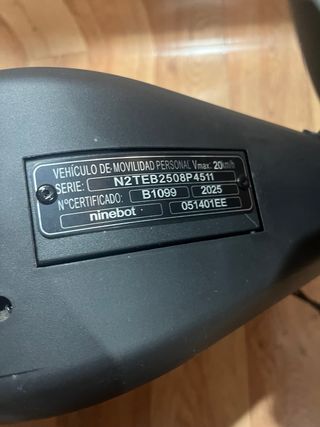 VEHÍCULO DE MOVILIDAD PERSONAL Vmax: 20km/h
SERIE: N2TEB2508P4511
NºCERTIFICADO: B1099 2025
ninebot 051401EE